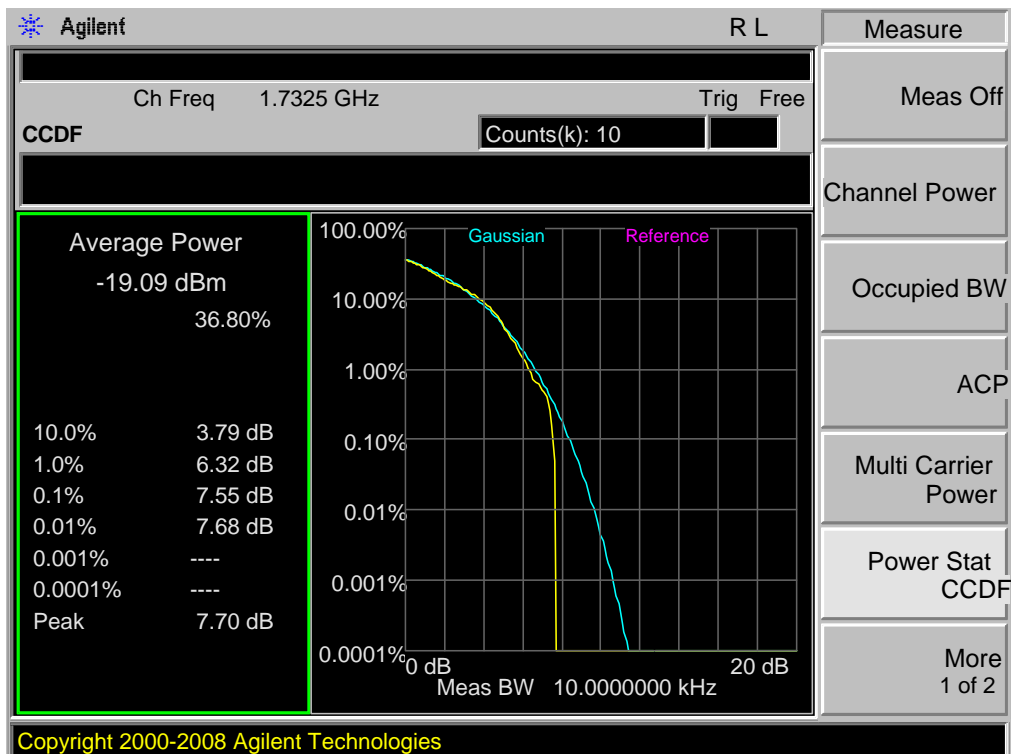 Agilent R L
Ch Freq 1.7325 GHz Trig Free
CCDF Counts(k): 10
Average Power
-19.09 dBm
36.80%
10.0% 3.79 dB
1.0% 6.32 dB
0.1% 7.55 dB
0.01% 7.68 dB
0.001% ----
0.0001% ----
Peak 7.70 dB
Gaussian Reference
100.00%
10.00%
1.00%
0.10%
0.01%
0.001%
0.0001%
0 dB 20 dB
Meas BW 10.0000000 kHz
Measure
Meas Off
Channel Power
Occupied BW
ACP
Multi Carrier
Power
Power Stat
CCDF
More
1 of 2
Copyright 2000-2008 Agilent Technologies